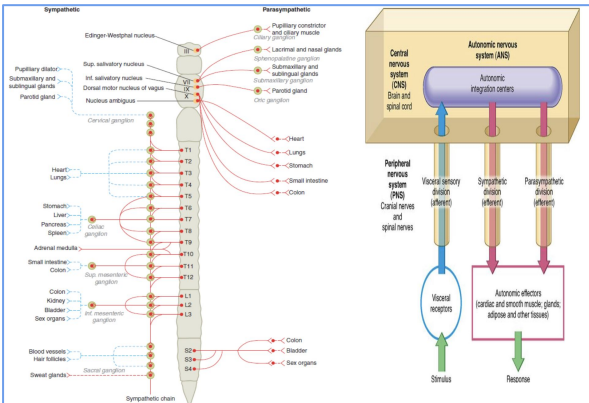 Sympathetic
Parasympathetic
Edinger-Westphal nucleus
III
Pupillary constrictor
and ciliary muscle
Ciliary ganglion
Lacrimal and nasal glands
Sphenopalatine ganglion
Submaxillary and
sublingual glands
Submaxillary ganglion
Parotid gland
Otic ganglion
Sup. salivatory nucleus
Inf. salivatory nucleus
Dorsal motor nucleus of vagus
Nucleus ambiguus
VII
IX
X
Pupillary dilator
Submaxillary and
sublingual glands
Parotid gland
Cervical ganglion
Heart
Lungs
Stomach
Small intestine
Colon
T1
T2
T3
T4
T5
T6
T7
T8
T9
T10
T11
T12
Heart
Lungs
Stomach
Liver
Pancreas
Spleen
Celiac
ganglion
Adrenal medulla
Small intestine
Colon
Sup. mesenteric
ganglion
Colon
Kidney
Bladder
Sex organs
Inf. mesenteric
ganglion
L1
L2
L3
Blood vessels
Hair follicles
Sacral ganglion
Sweat glands
S2
S3
S4
Colon
Bladder
Sex organs
Sympathetic chain
Autonomic nervous
system (ANS)
Central
nervous
system
(CNS)
Brain and
spinal cord
Autonomic
integration centers
Peripheral
nervous
system (PNS)
Cranial nerves
and
spinal nerves
Visceral sensory
division
(afferent)
Sympathetic
division
(efferent)
Parasympathetic
division
(efferent)
Visceral
receptors
Autonomic effectors
(cardiac and smooth muscle; glands;
adipose and other tissues)
Stimulus
Response